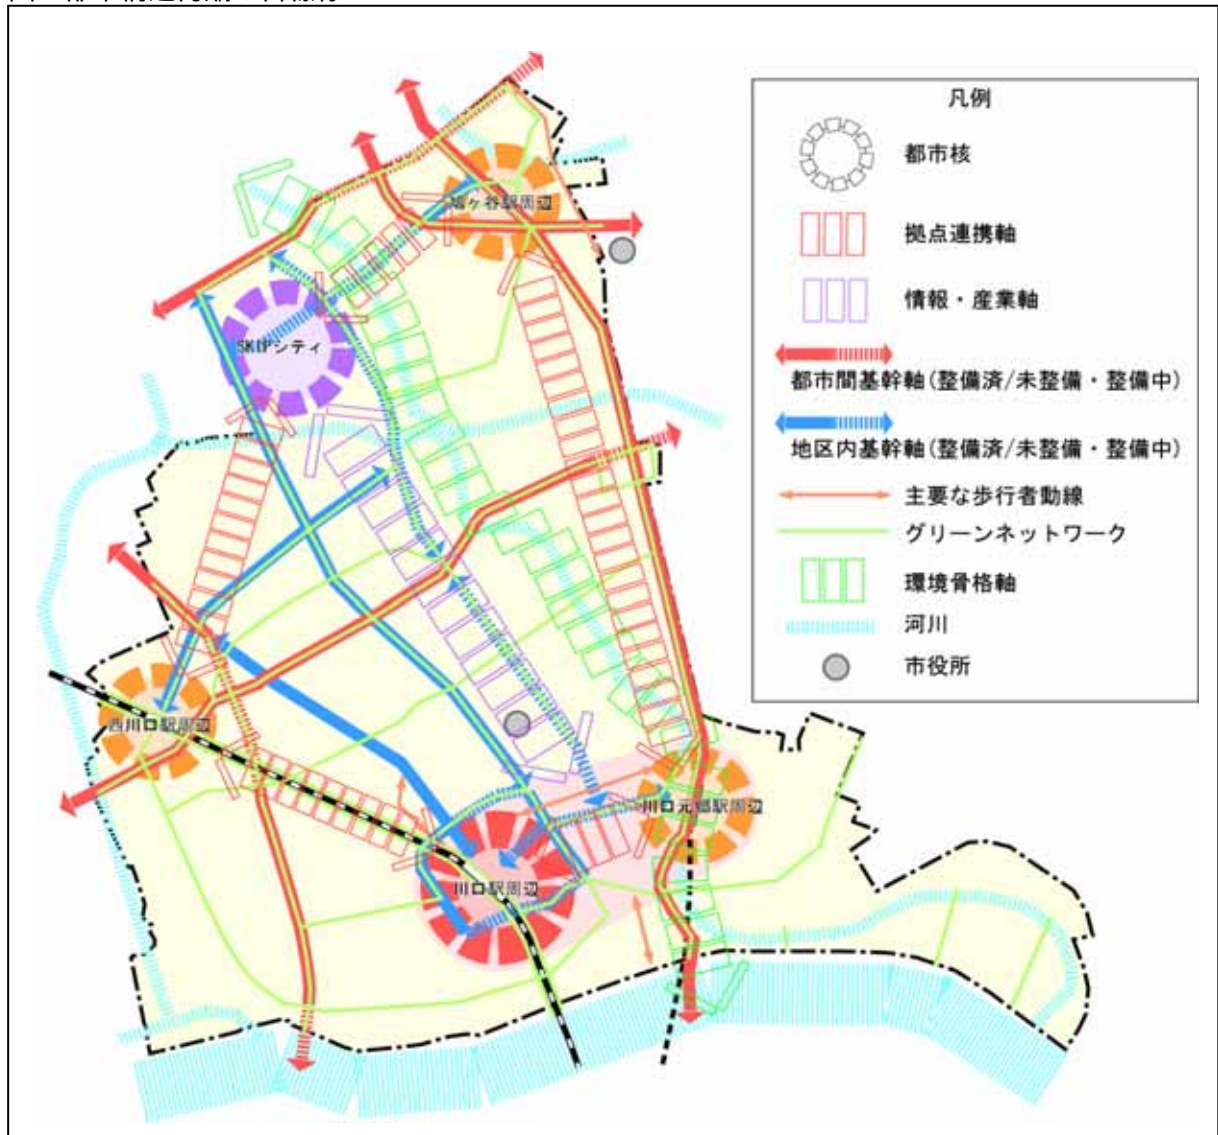 凡例
都市核
拠点連携軸
情報・産業軸
都市間基幹軸(整備済/未整備・整備中)
地区内基幹軸(整備済/未整備・整備中)
主要な歩行者動線
グリーンネットワーク
環境骨格軸
河川
市役所
鳩ヶ谷駅周辺
SKIPシティ
西川口駅周辺
川口元郷駅周辺
川口駅周辺